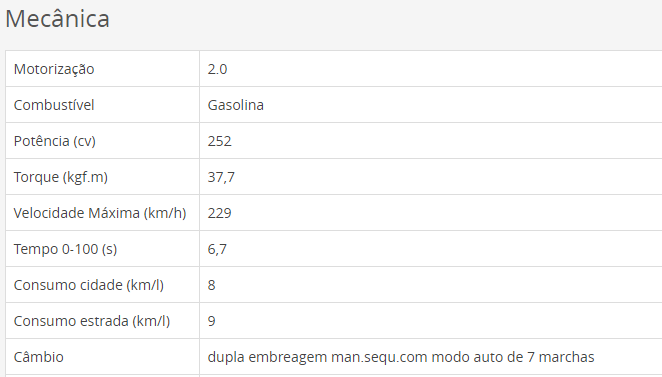 Mecânica
Motorização 2.0
Combustível Gasolina
Potência (cv) 252
Torque (kgf.m) 37,7
Velocidade Máxima (km/h) 229
Tempo 0-100 (s) 6,7
Consumo cidade (km/l) 8
Consumo estrada (km/l) 9
Câmbio dupla embreagem man.sequ.com modo auto de 7 marchas